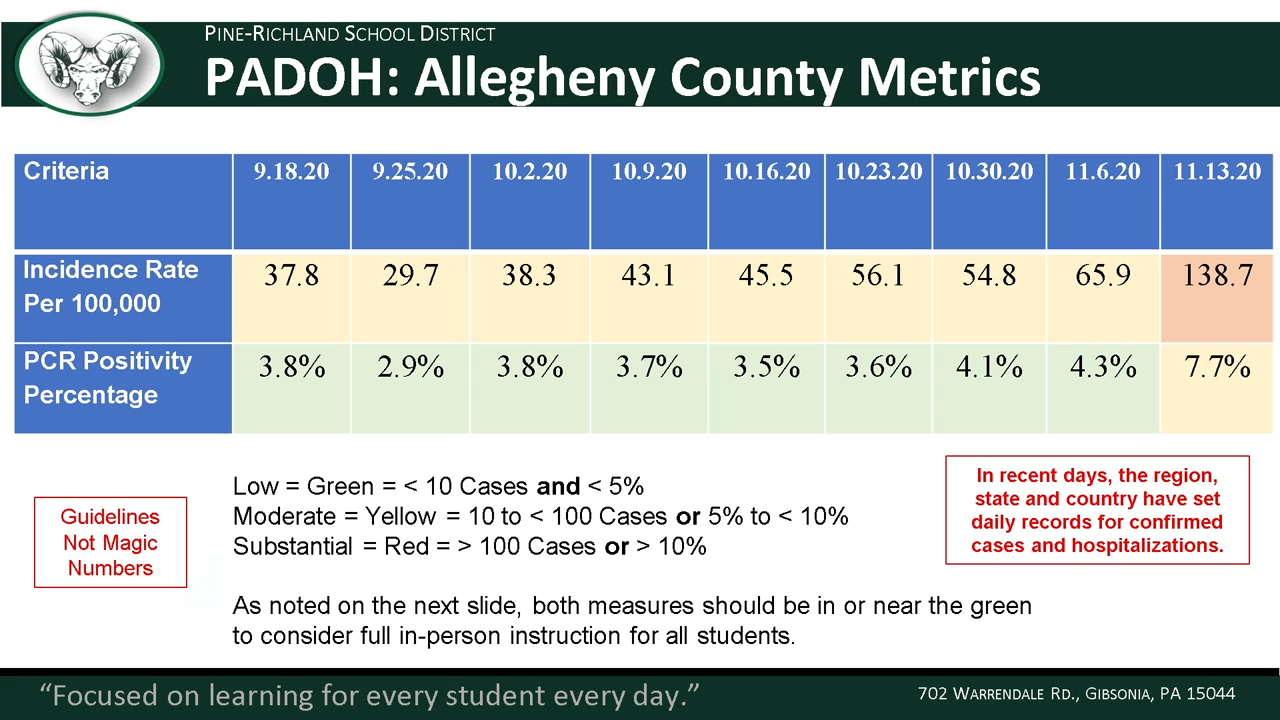 PINE-RICHLAND SCHOOL DISTRICT
PADOH: Allegheny County Metrics
Criteria 9.18.20 9.25.20 10.2.20 10.9.20 10.16.20 10.23.20 10.30.20 11.6.20 11.13.20
Incidence Rate
Per 100,000 37.8 29.7 38.3 43.1 45.5 56.1 54.8 65.9 138.7
PCR Positivity
Percentage 3.8% 2.9% 3.8% 3.7% 3.5% 3.6% 4.1% 4.3% 7.7%
Guidelines
Not Magic
Numbers
Low = Green = < 10 Cases and < 5%
Moderate = Yellow = 10 to < 100 Cases or 5% to < 10%
Substantial = Red = > 100 Cases or > 10%
As noted on the next slide, both measures should be in or near the green
to consider full in-person instruction for all students.
In recent days, the region,
state and country have set
daily records for confirmed
cases and hospitalizations.
“Focused on learning for every student every day.”
702 WARRENDALE RD., GIBSONIA, PA 15044